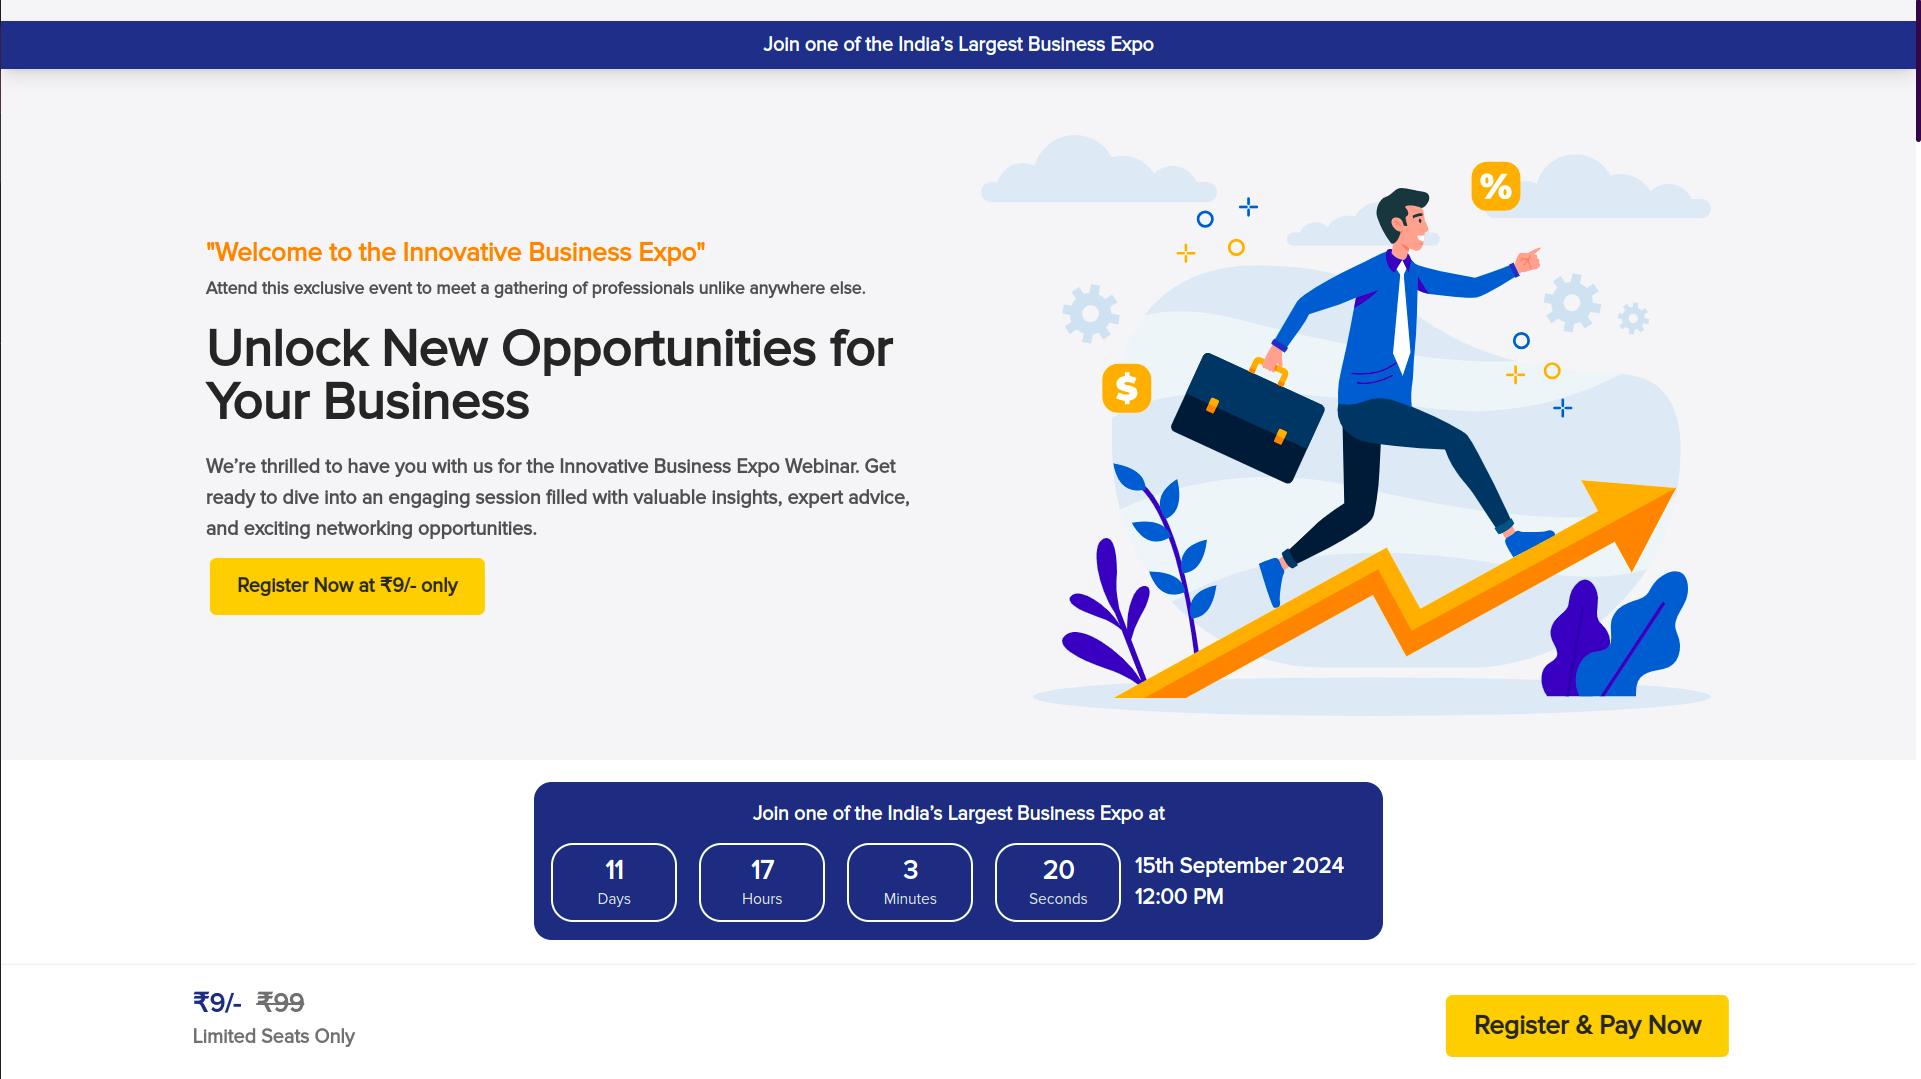 Join one of the India's Largest Business Expo
"Welcome to the Innovative Business Expo"
Attend this exclusive event to meet a gathering of professionals unlike anywhere else.
Unlock New Opportunities for
Your Business
We're thrilled to have you with us for the Innovative Business Expo Webinar. Get
ready to dive into an engaging session filled with valuable insights, expert advice,
and exciting networking opportunities.
Register Now at ₹9/- only
%
$
Join one of the India's Largest Business Expo at
11
Days
17
Hours
3
Minutes
20
Seconds
15th September 2024
12:00 PM
₹9/- ₹99
Limited Seats Only
Register & Pay Now